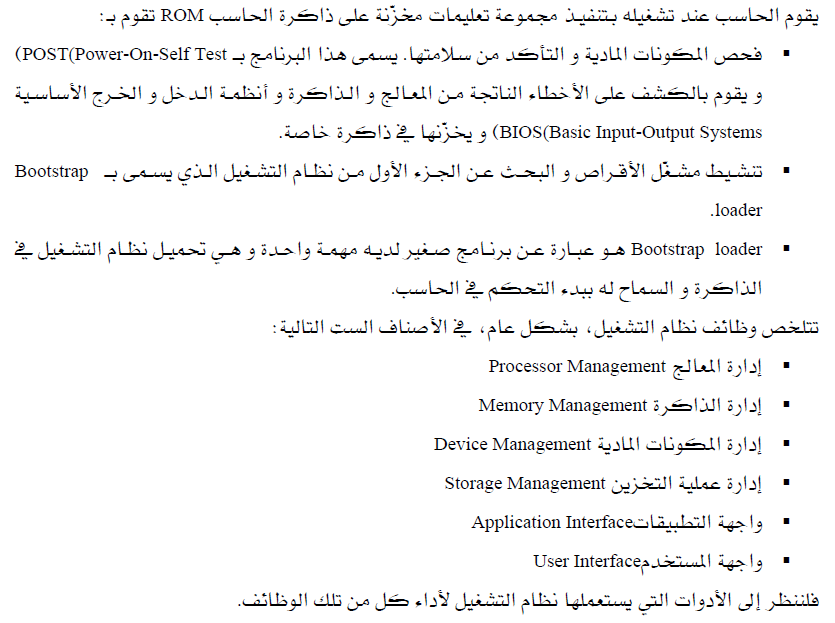 يقوم الحاسب عند تشغيله بتنفيذ مجموعة تعليمات مخزّنة على ذاكرة الحاسب ROM تقوم بـ:
▪ فحص المكونات المادية و التأكد من سلامتها. يسمى هذا البرنامج بـ POST(Power-On-Self Test)
و يقوم بالكشف على الأخطاء الناتجة من المعالج و الذاكرة و أنظمة الدخل و الخرج الأساسية
BIOS(Basic Input-Output Systems) و يخزّنها في ذاكرة خاصة.
▪ تنشيط مشغّل الأقراص و البحث عن الجزء الأول من نظام التشغيل الذي يسمى بـ Bootstrap
loader.
▪ Bootstrap loader هو عبارة عن برنامج صغير لديه مهمة واحدة و هي تحميل نظام التشغيل في
الذاكرة و السماح له ببدء التحكم في الحاسب.
تتلخص وظائف نظام التشغيل، بشكل عام، في الأصناف الست التالية:
▪ إدارة المعالج Processor Management
▪ إدارة الذاكرة Memory Management
▪ إدارة المكونات المادية Device Management
▪ إدارة عملية التخزين Storage Management
▪ واجهة التطبيقاتApplication Interface
▪ واجهة المستخدمUser Interface
فلننظر إلى الأدوات التي يستعملها نظام التشغيل لأداء كل من تلك الوظائف.